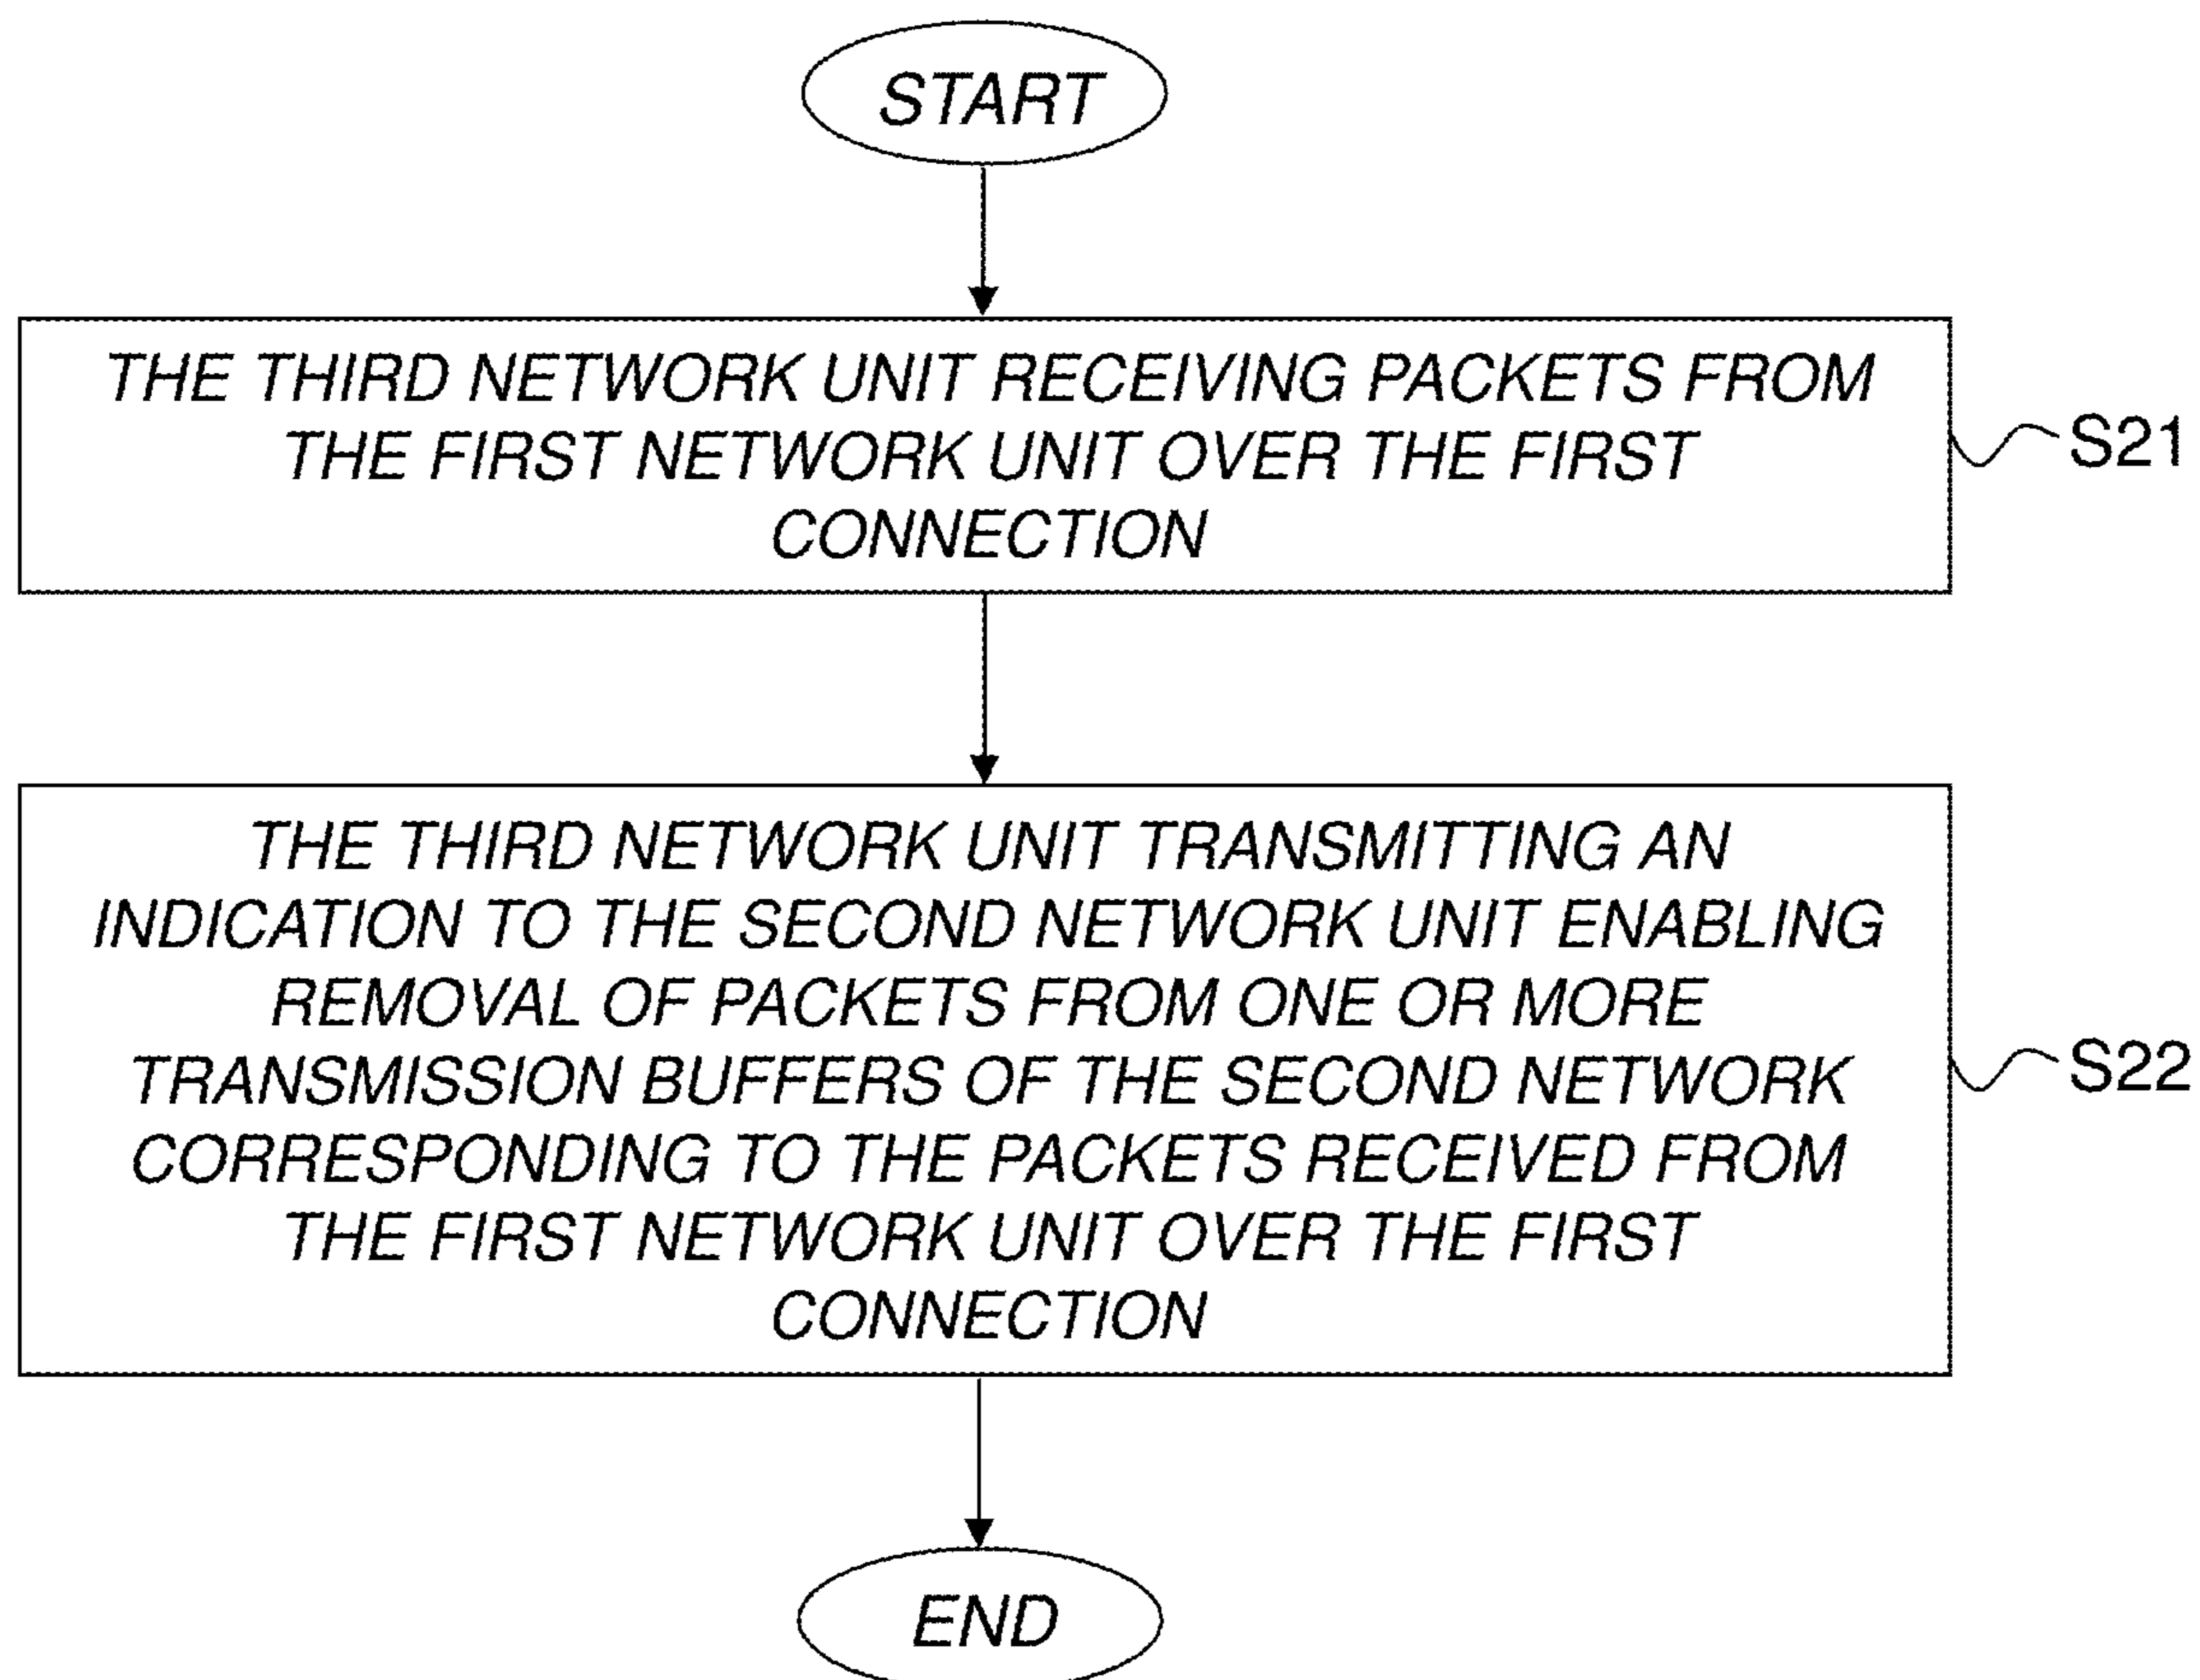 START
THE THIRD NETWORK UNIT RECEIVING PACKETS FROM
THE FIRST NETWORK UNIT OVER THE FIRST
CONNECTION
S21
THE THIRD NETWORK UNIT TRANSMITTING AN
INDICATION TO THE SECOND NETWORK UNIT ENABLING
REMOVAL OF PACKETS FROM ONE OR MORE
TRANSMISSION BUFFERS OF THE SECOND NETWORK
CORRESPONDING TO THE PACKETS RECEIVED FROM
THE FIRST NETWORK UNIT OVER THE FIRST
CONNECTION
S22
END